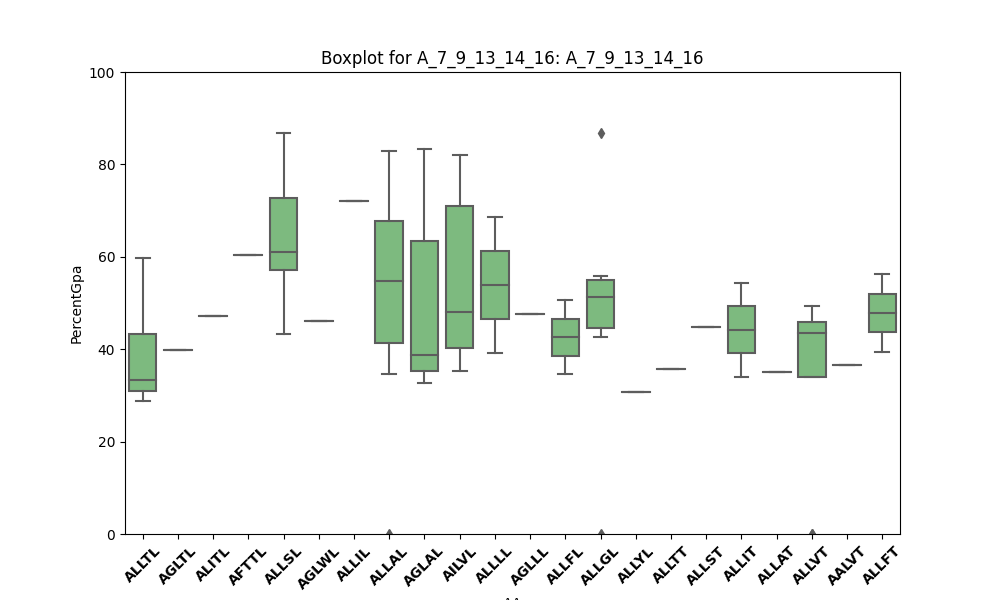 Boxplot for A_7_9_13_14_16: A_7_9_13_14_16
100
80
60
40
20
0
PercentGpa
ALLTL AGLTL ALITL AFTTL ALLSL AGLWL ALLIL ALLAL AGLAL AILVL ALLLL AGLLL ALLFL ALLGL ALLYL ALLTT ALLST ALLIT ALLAT ALLVT AALVT ALLFT